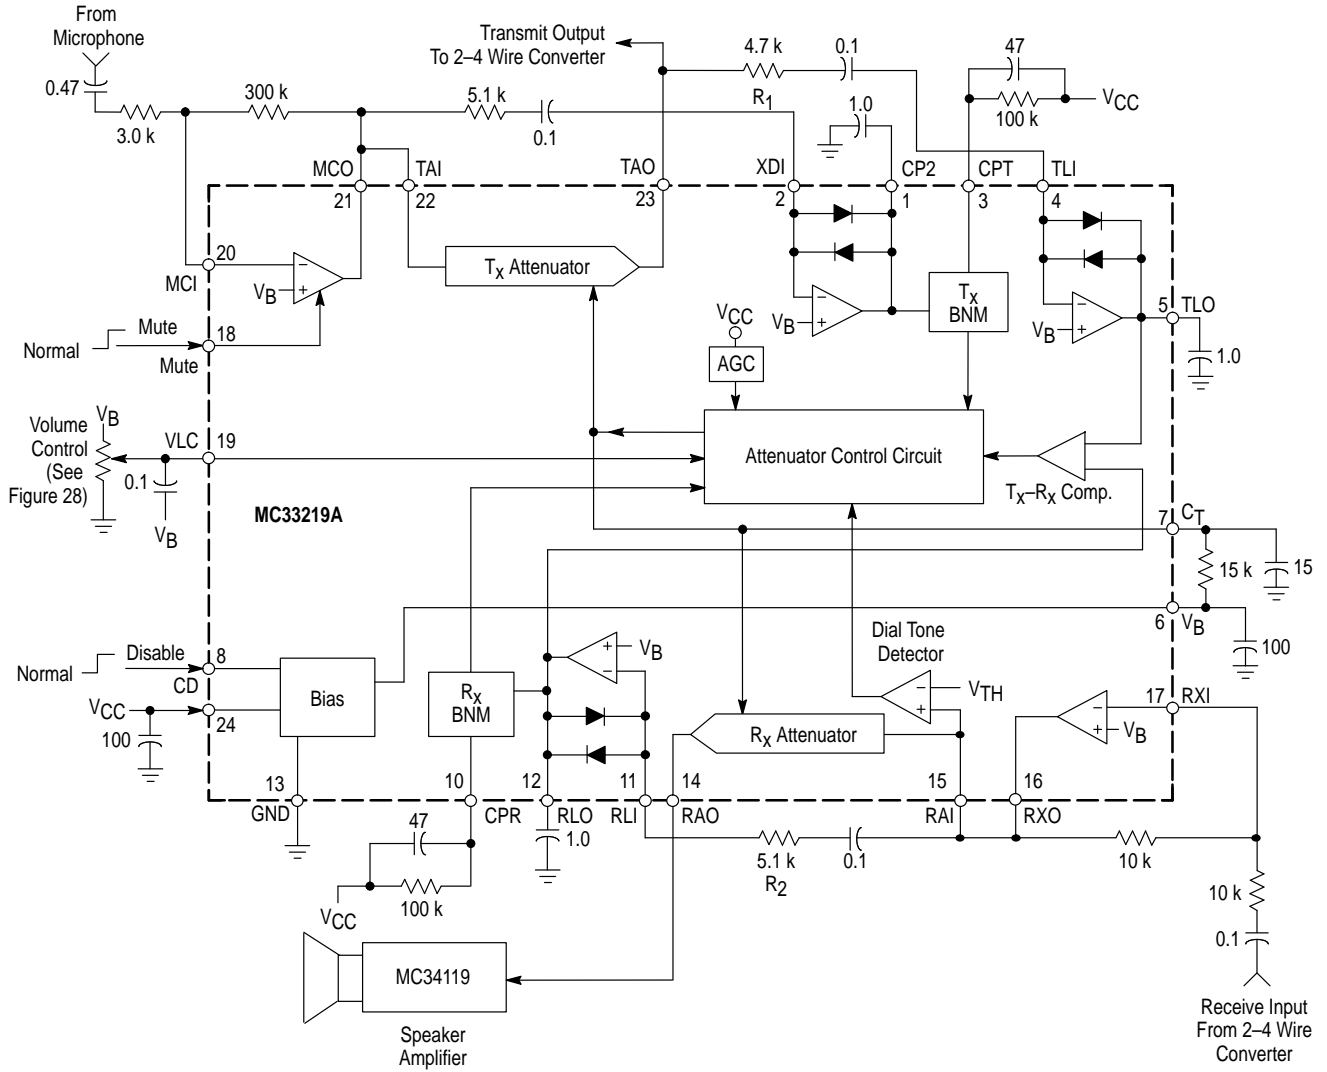 From
Microphone
0.47
3.0 k
300 k
5.1 k
0.1
Transmit Output
To 2–4 Wire Converter
4.7 k
R1
0.1
1.0
47
100 k
VCC
MCO
21
TAI
22
TAO
23
XDI
2
CP2
1
CPT
3
TLI
4
20
MCI
VB
–
+
Tx Attenuator
VB
–
+
Tx
BNM
VB
–
+
5
TLO
1.0
Mute
Normal
18
Mute
VCC
AGC
Volume
Control
(See
Figure 28)
VB
VLC
19
0.1
VB
Attenuator Control Circuit
Tx–Rx Comp.
MC33219A
7
CT
15 k
15
6
VB
100
Disable
Normal
8
CD
VCC
24
100
Bias
Rx
BNM
+
–
VB
Dial Tone
Detector
–
+
VTH
Rx Attenuator
–
+
VB
17
RXI
13
GND
10
CPR
12
RLO
11
RLI
14
RAO
15
RAI
16
RXO
47
100 k
VCC
1.0
5.1 k
R2
0.1
10 k
10 k
0.1
MC34119
Speaker
Amplifier
Receive Input
From 2–4 Wire
Converter